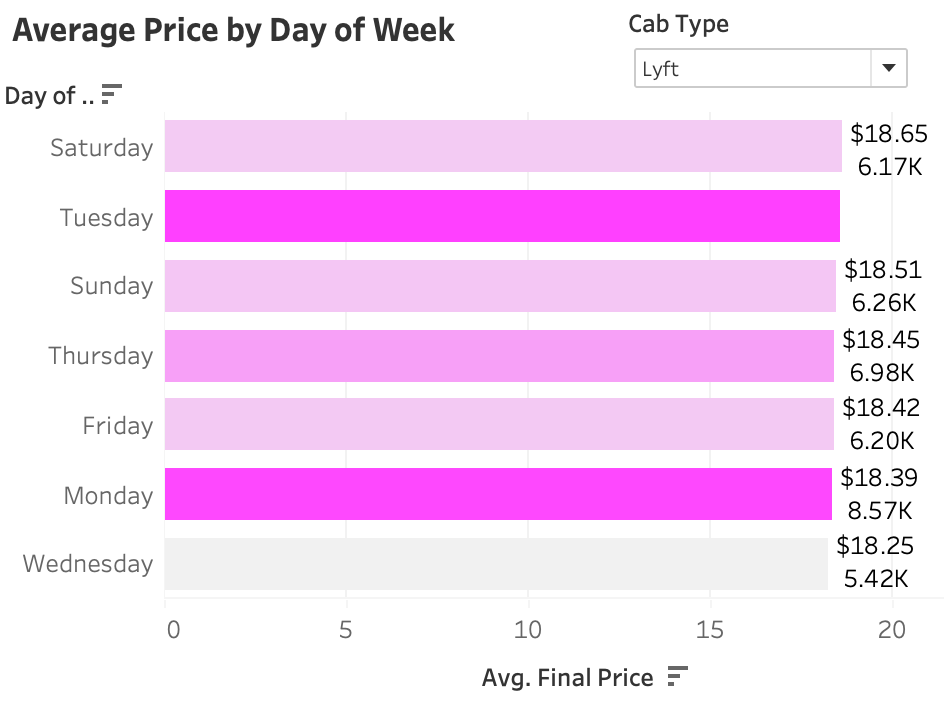 Average Price by Day of Week
Cab Type
Lyft
Day of ..
Saturday
$18.65
6.17K
Tuesday
Sunday
$18.51
6.26K
Thursday
$18.45
6.98K
Friday
$18.42
6.20K
Monday
$18.39
8.57K
Wednesday
$18.25
5.42K
0 5 10 15 20
Avg. Final Price